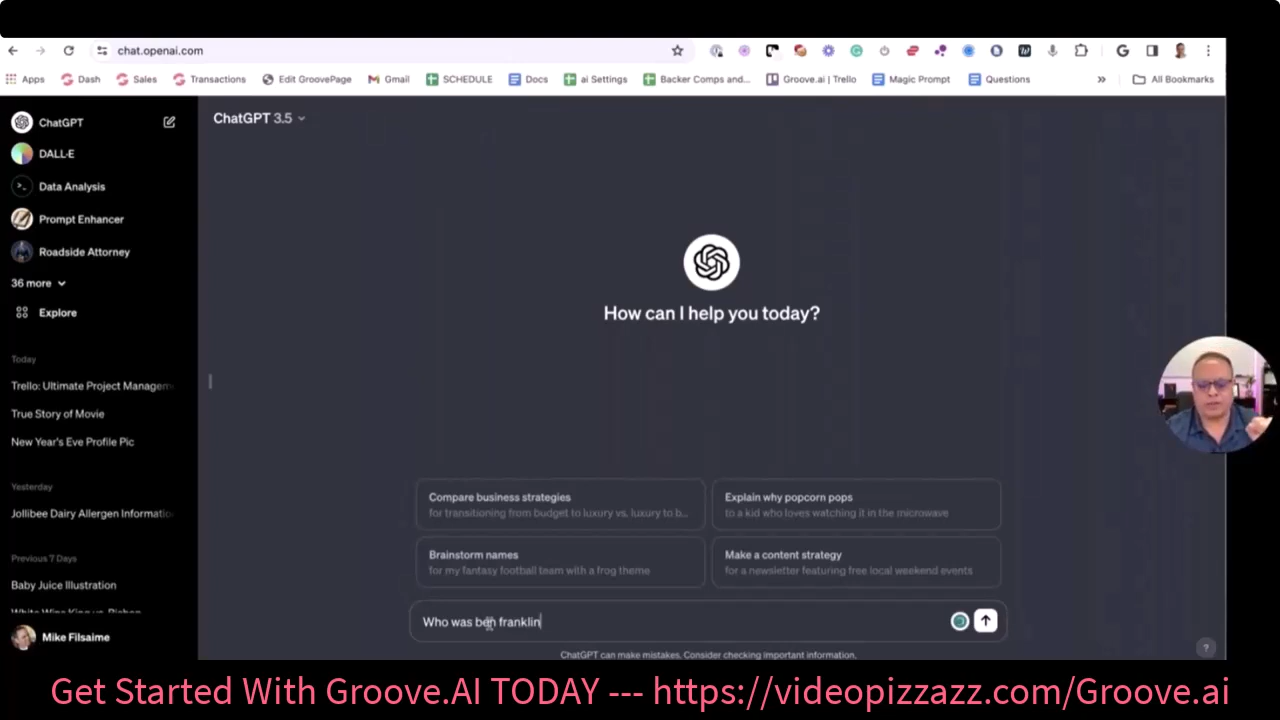 chat.openai.com
Apps Dash Sales Transactions Edit GroovePage Gmail SCHEDULE Docs ai Settings Backer Comps and... Groove.ai | Trello Magic Prompt Questions » All Bookmarks
ChatGPT
ChatGPT 3.5
DALL·E
Data Analysis
Prompt Enhancer
Roadside Attorney
36 more
Explore
How can I help you today?
Today
Trello: Ultimate Project Managem
True Story of Movie
New Year's Eve Profile Pic
Yesterday
Jollibee Dairy Allergen Informatio
Previous 7 Days
Baby Juice Illustration
Mike Filsaime
Compare business strategies
for transitioning from budget to luxury vs. luxury to b...
Explain why popcorn pops
to a kid who loves watching it in the microwave
Brainstorm names
for my fantasy football team with a frog theme
Make a content strategy
for a newsletter featuring free local weekend events
Who was ben franklin
ChatGPT can make mistakes. Consider checking important information.
?
Get Started With Groove.AI TODAY --- https://videopizzazz.com/Groove.ai